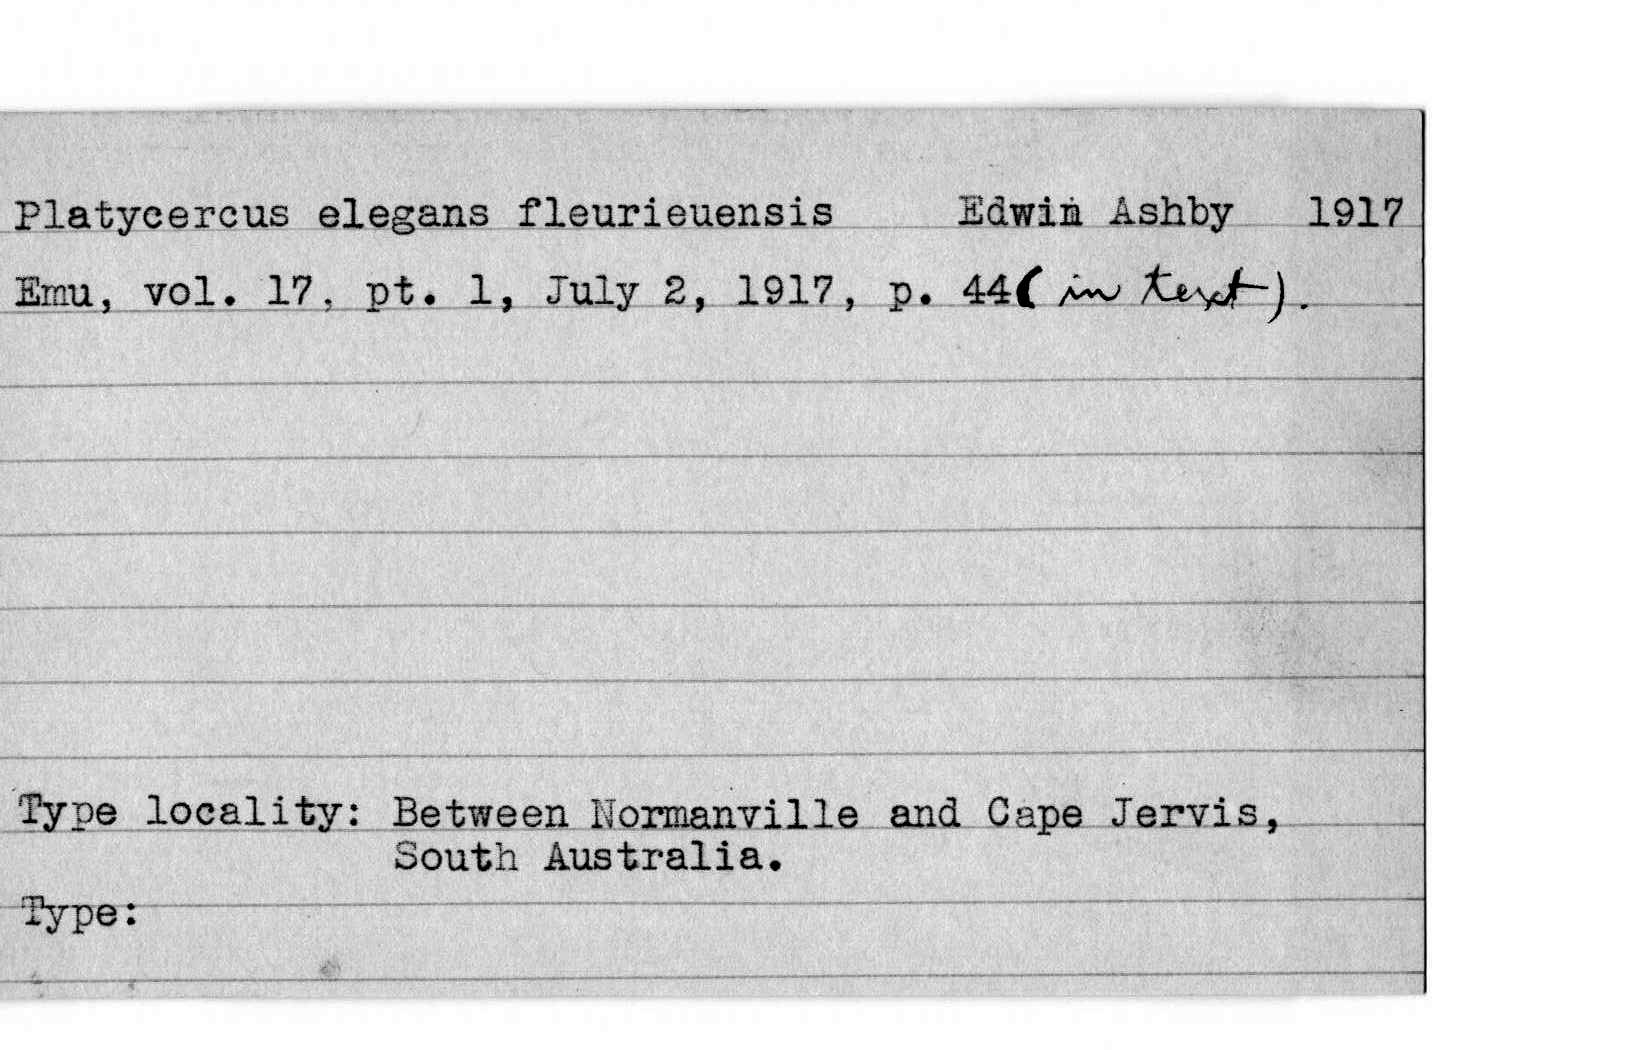 Platycercus elegans fleurieuensis Edwin Ashby 1917
Emu, vol. 17, pt. 1, July 2, 1917, p. 44( in text).
Type locality: Between Normanville and Cape Jervis,
South Australia.
Type: